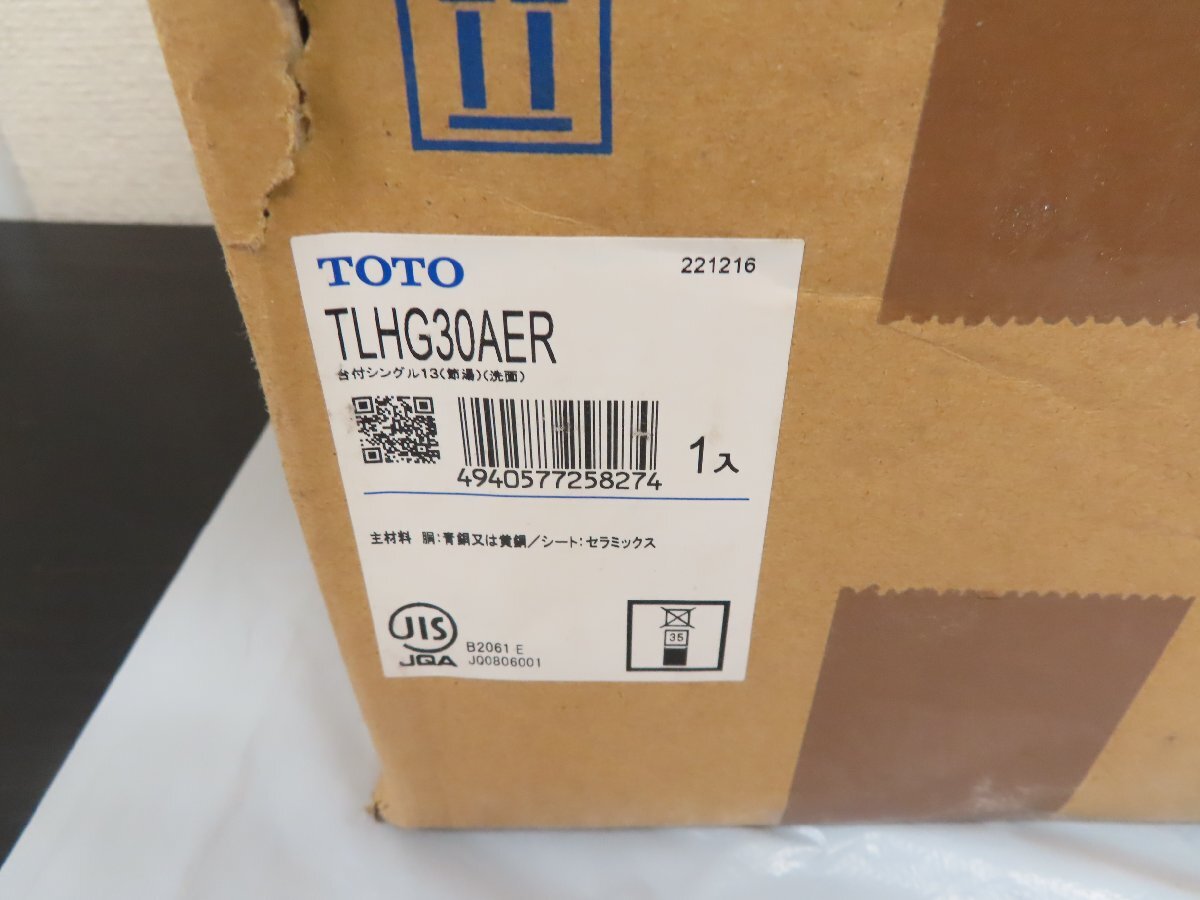 TOTO
221216
TLHG30AER
台付シングル13(節湯)(洗面)
4940577258274
1入
主材料 胴:青銅又は黄銅/シート:セラミックス
JIS
JQA
B2061 E
JQ0806001
35